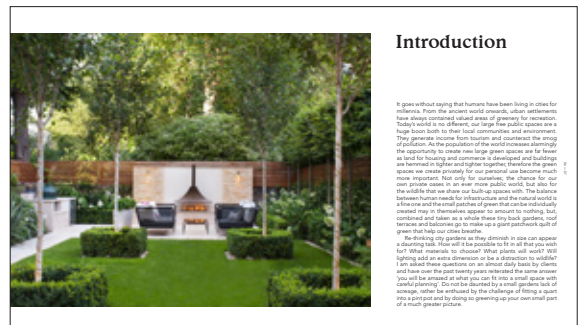 Introduction
It goes without saying that humans have been living in cities for
millennia. From the ancient world onwards, urban settlements
have always contained valued areas of greenery for recreation.
Today's world is no different, our large free public spaces are a
huge boon both to their local communities and environment.
They generate income from tourism and counteract the smog
of pollution. As the population of the world increases alarmingly
the opportunity to create new large green spaces are far fewer
as land for housing and commerce is developed and buildings
are hemmed in tighter and tighter together; therefore the green
spaces we create privately for our personal use become much
more important. Not only for ourselves; the chance for our
own private cases in an ever more public world, but also for
the wildlife that we share our built-up spaces with. The balance
between human needs for infrastructure and the natural world is
a fine one and the small patches of green that can be individually
created may in themselves appear to amount to nothing, but,
combined and taken as a whole these tiny back gardens, roof
terraces and balconies go to make up a giant patchwork quilt of
green that help our cities breathe.
Re-thinking city gardens as they diminish in size can appear
a daunting task. How will it be possible to fit in all that you wish
for? What materials to choose? What plants will work? Will
lighting add an extra dimension or be a distraction to wildlife?
I am asked these questions on an almost daily basis by clients
and have over the past twenty years reiterated the same answer
'you will be amazed at what you can fit into a small space with
careful planning'. Do not be daunted by a small gardens lack of
acreage, rather be enthused by the challenge of fitting a quart
into a pint pot and by doing so greening up your own small part
of a much greater picture.